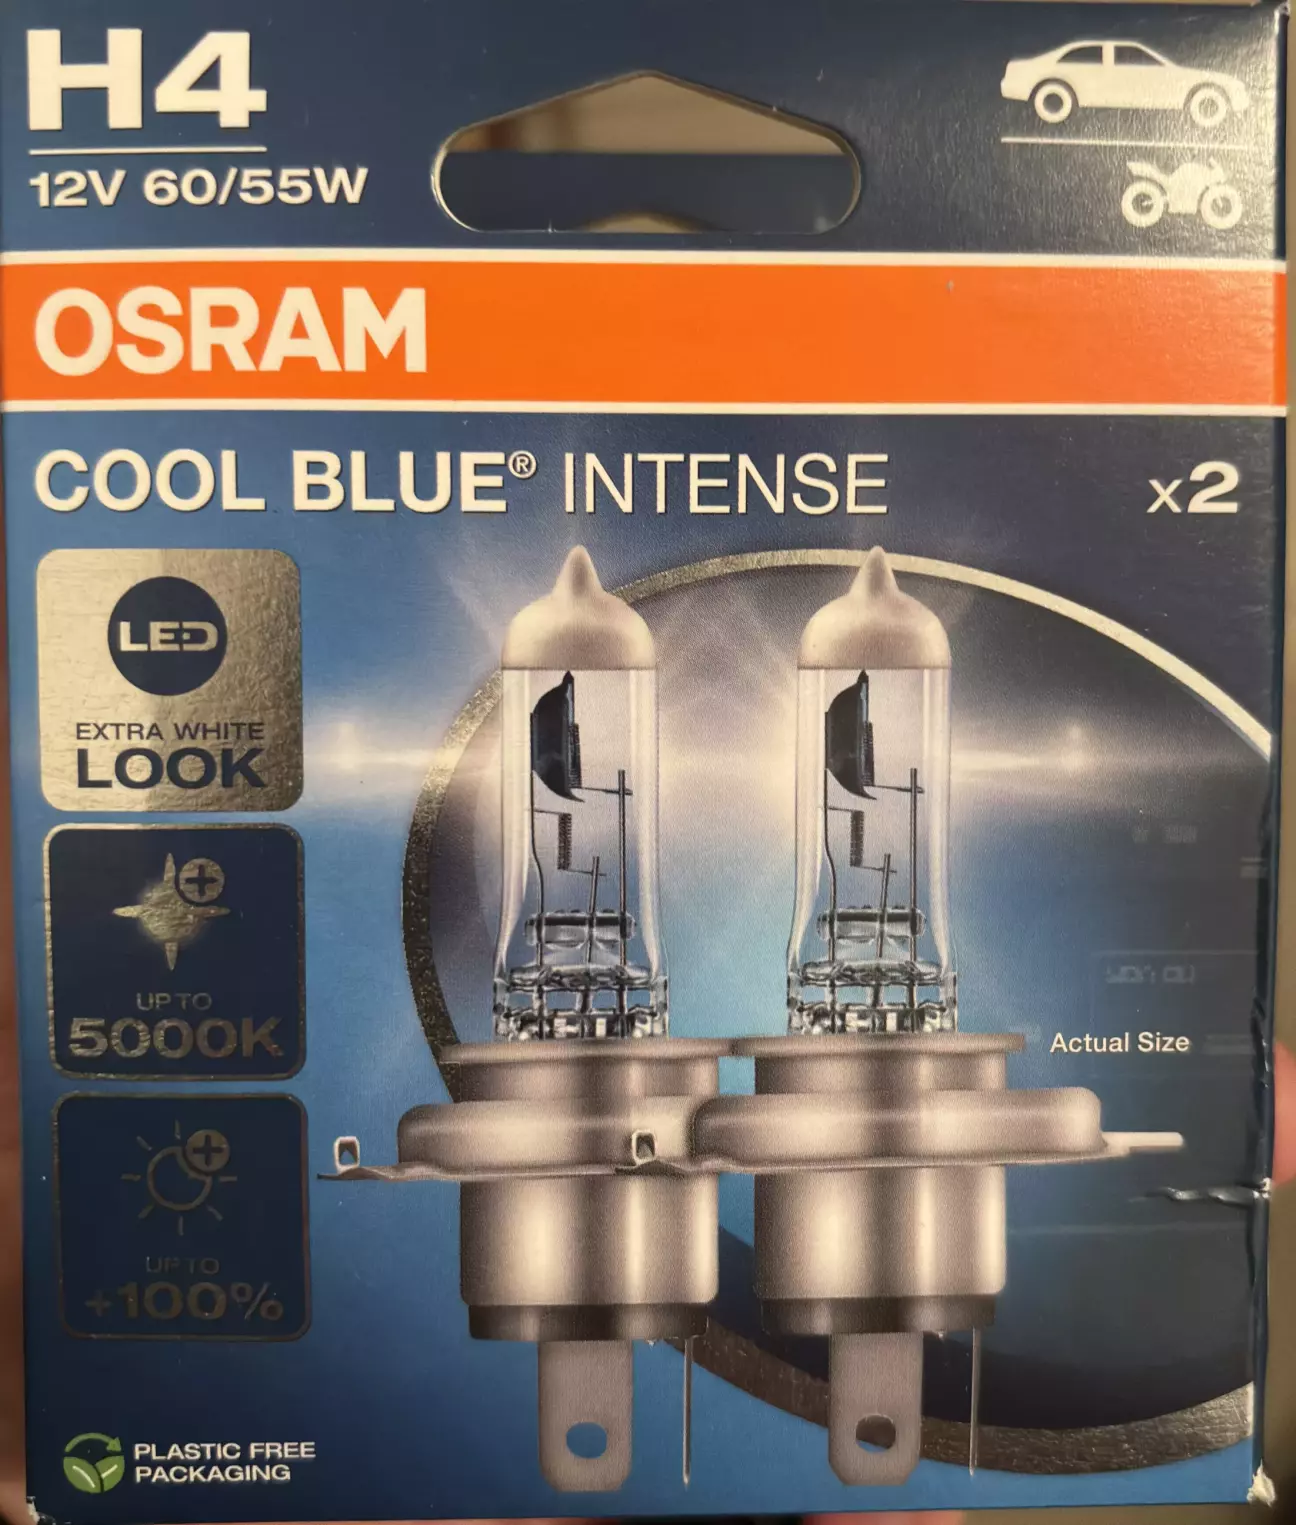 H4
12V 60/55W
OSRAM
COOL BLUE® INTENSE
x2
LED
EXTRA WHITE
LOOK
UP TO
5000K
Actual Size
UP TO
+100%
PLASTIC FREE
PACKAGING